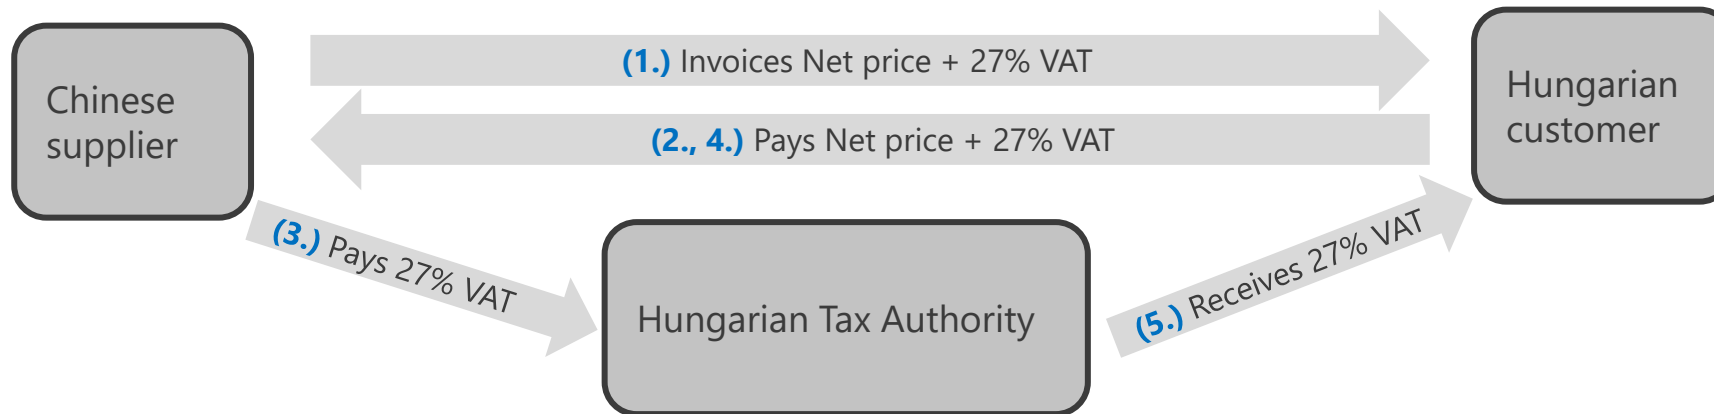 (1.) Invoices Net price + 27% VAT
Chinese
supplier
Hungarian
customer
(2., 4.) Pays Net price + 27% VAT
(3.) Pays 27% VAT
Hungarian Tax Authority
(5.) Receives 27% VAT